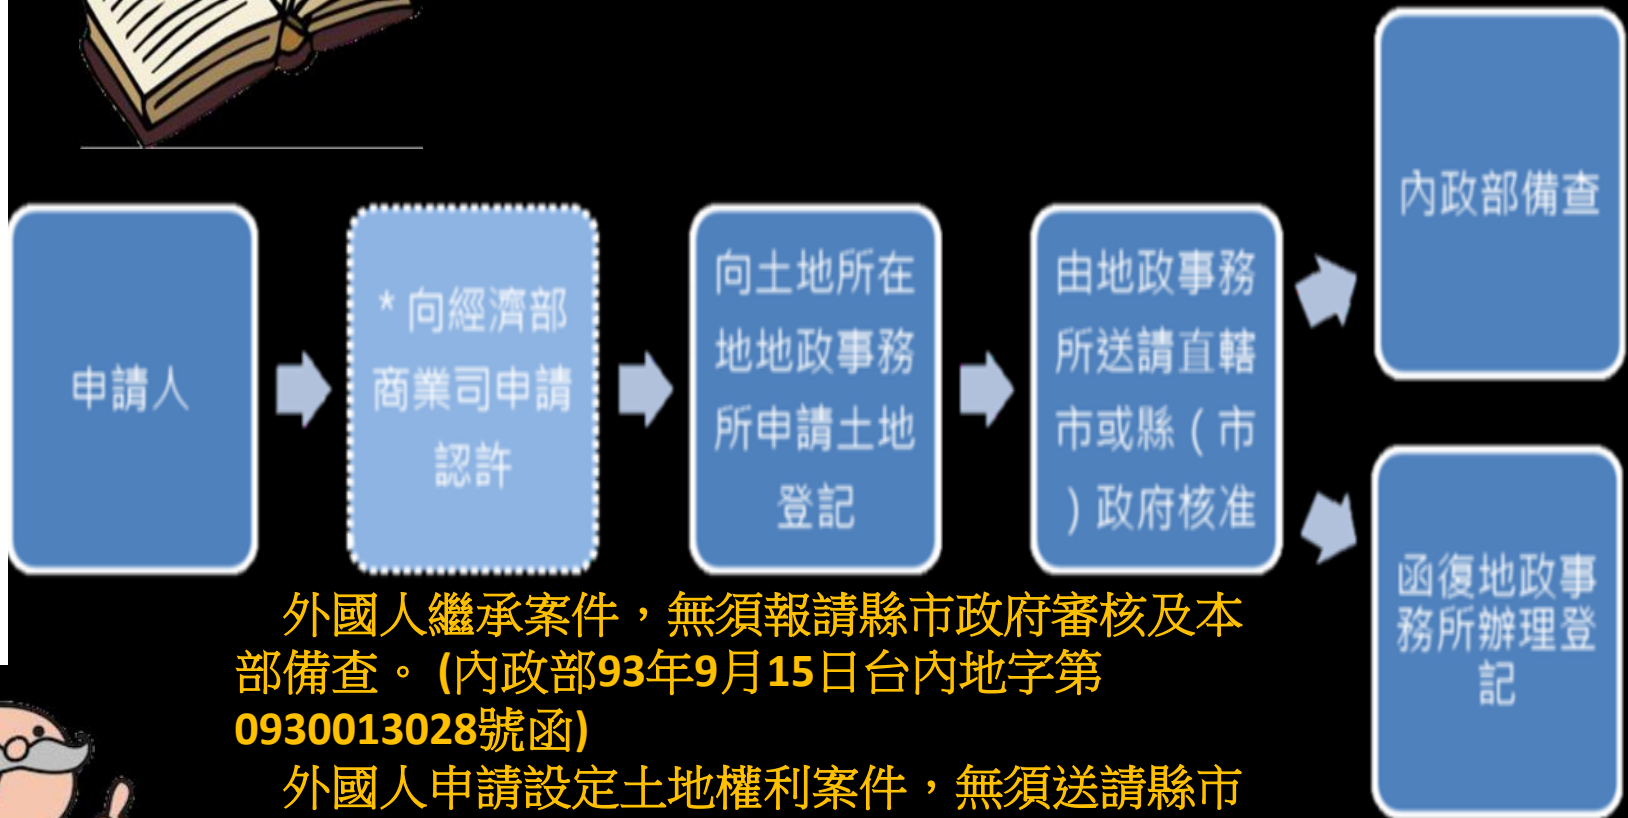 申請人
* 向經濟部
商業司申請
認許
向土地所在
地地政事務
所申請土地
登記
由地政事務
所送請直轄
市或縣（市
）政府核准
內政部備查
函復地政事
務所辦理登
記
外國人繼承案件，無須報請縣市政府審核及本
部備查。 (內政部93年9月15日台內地字第
0930013028號函)
外國人申請設定土地權利案件，無須送請縣市